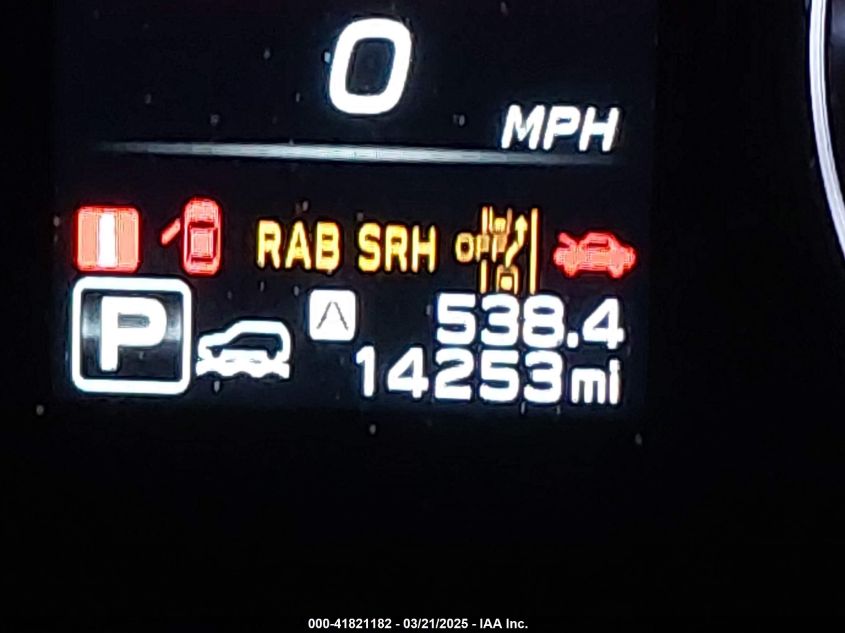 0
MPH
RAB SRH OFF
P A 538.4
14253mi
000-41821182 - 03/21/2025 - IAA Inc.